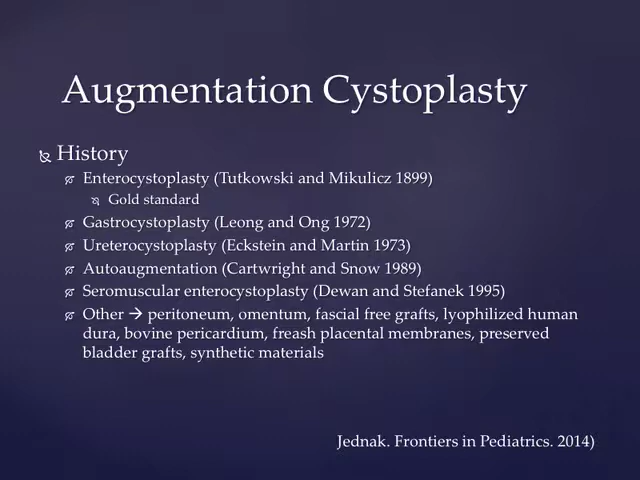 Augmentation Cystoplasty
History
Enterocystoplasty (Tutkowski and Mikulicz 1899)
Gold standard
Gastrocystoplasty (Leong and Ong 1972)
Ureterocystoplasty (Eckstein and Martin 1973)
Autoaugmentation (Cartwright and Snow 1989)
Seromuscular enterocystoplasty (Dewan and Stefanek 1995)
Other → peritoneum, omentum, fascial free grafts, lyophilized human
dura, bovine pericardium, freash placental membranes, preserved
bladder grafts, synthetic materials
Jednak. Frontiers in Pediatrics. 2014)